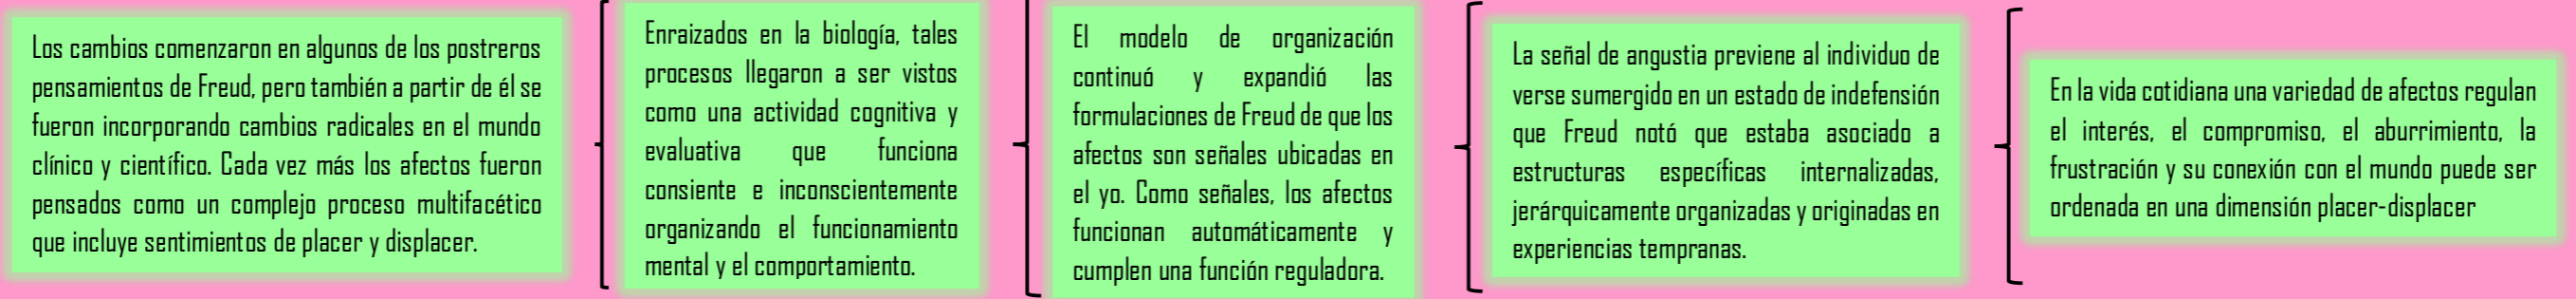 Los cambios comenzaron en algunos de los postreros
pensamientos de Freud, pero también a partir de él se
fueron incorporando cambios radicales en el mundo
clínico y científico. Cada vez más los afectos fueron
pensados como un complejo proceso multifacético
que incluye sentimientos de placer y displacer.
Enraizados en la biología, tales
procesos llegaron a ser vistos
como una actividad cognitiva y
evaluativa que funciona
consiente e inconscientemente
organizando el funcionamiento
mental y el comportamiento.
El modelo de organización
continuó y expandió las
formulaciones de Freud de que los
afectos son señales ubicadas en
el yo. Como señales, los afectos
funcionan automáticamente y
cumplen una función reguladora.
La señal de angustia previene al individuo de
verse sumergido en un estado de indefensión
que Freud notó que estaba asociado a
estructuras específicas internalizadas,
jerárquicamente organizadas y originadas en
experiencias tempranas.
En la vida cotidiana una variedad de afectos regulan
el interés, el compromiso, el aburrimiento, la
frustración y su conexión con el mundo puede ser
ordenada en una dimensión placer-displacer